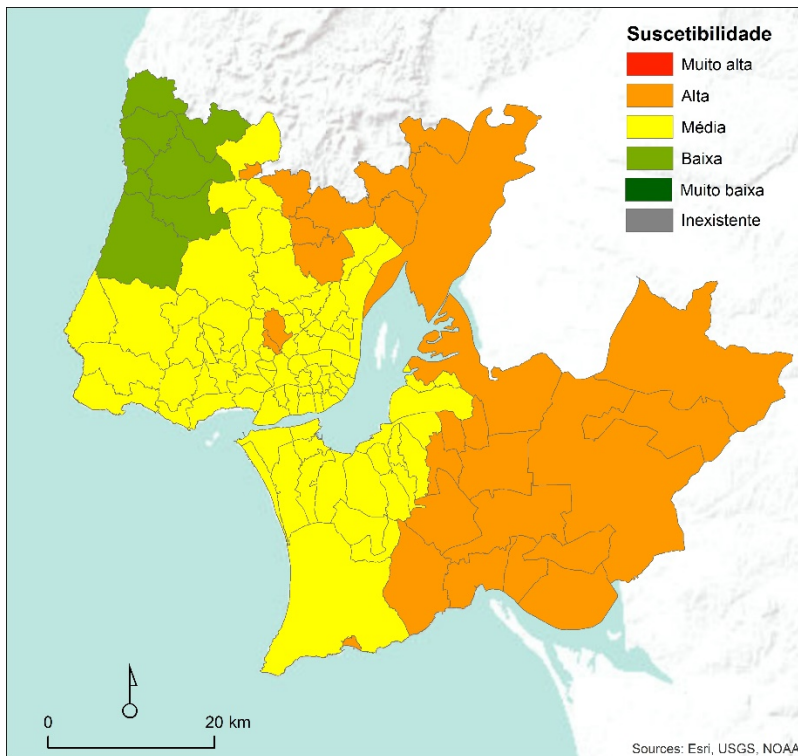 Suscetibilidade
Muito alta
Alta
Média
Baixa
Muito baixa
Inexistente
0 20 km
Sources: Esri, USGS, NOAA